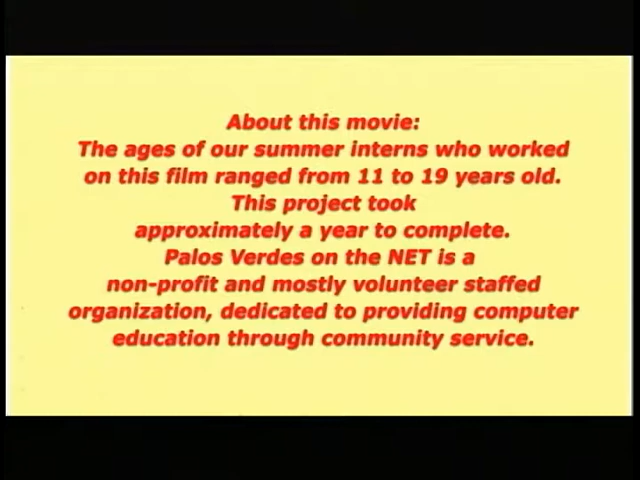 About this movie:
The ages of our summer interns who worked
on this film ranged from 11 to 19 years old.
This project took
approximately a year to complete.
Palos Verdes on the NET is a
non-profit and mostly volunteer staffed
organization, dedicated to providing computer
education through community service.